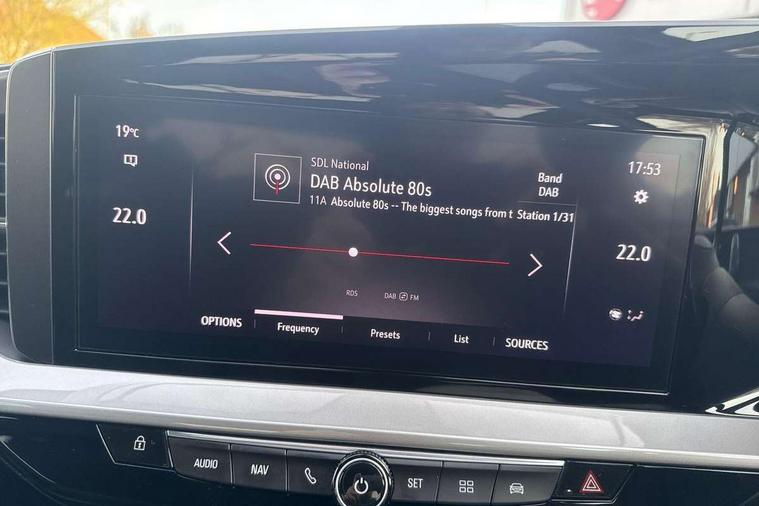 19°C
17:53
SDL National
DAB Absolute 80s
11A Absolute 80s -- The biggest songs from t Station 1/31
Band
DAB
22.0
22.0
RDS
DAB FM
OPTIONS
Frequency
Presets
List
SOURCES
AUDIO
NAV
SET